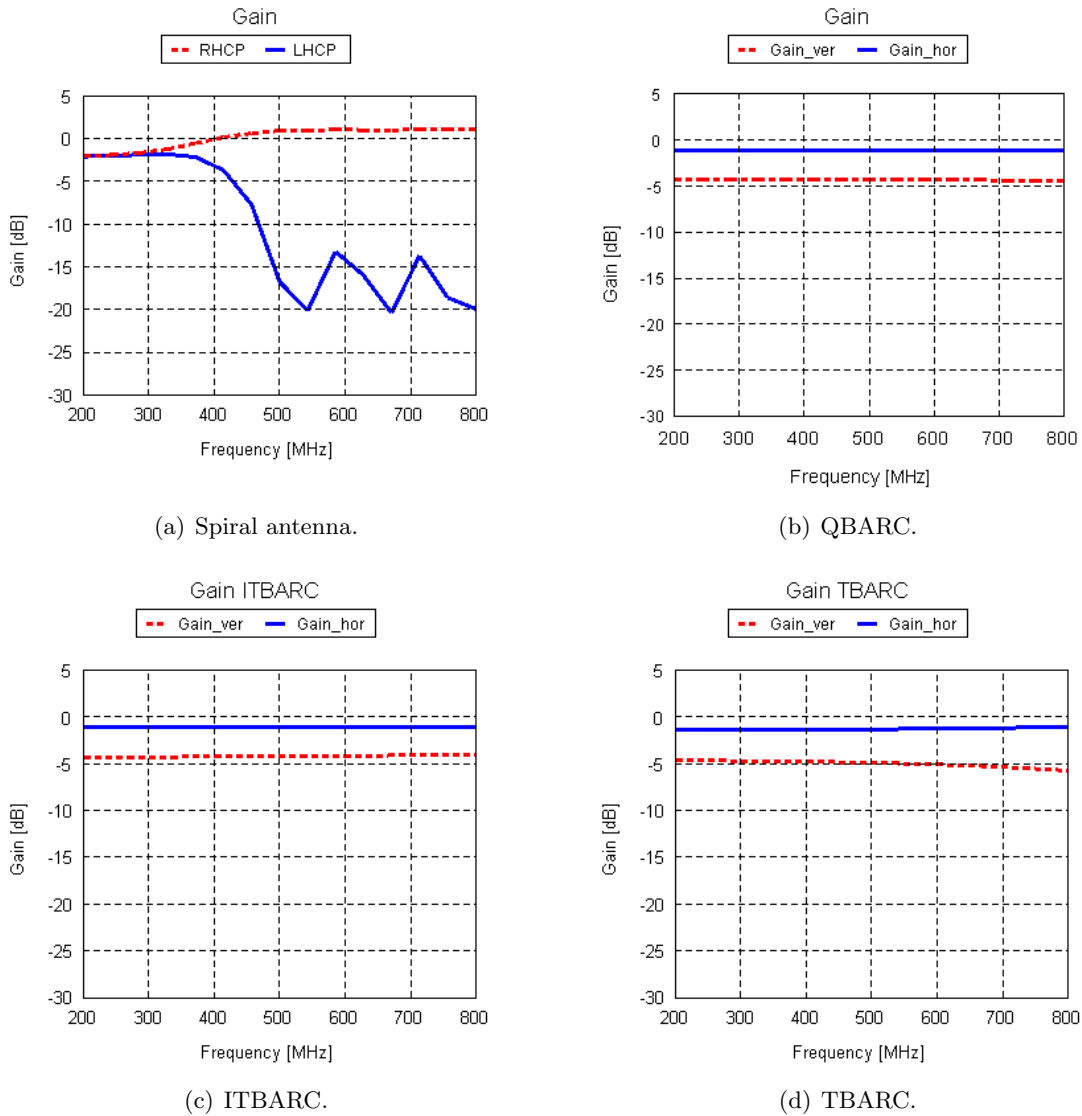 Gain
RHCP LHCP
5
0
-5
-10
-15
-20
-25
-30
Gain [dB]
200 300 400 500 600 700 800
Frequency [MHz]
(a) Spiral antenna.
Gain
Gain_ver Gain_hor
5
0
-5
-10
-15
-20
-25
-30
Gain [dB]
200 300 400 500 600 700 800
Frequency [MHz]
(b) QBARC.
Gain ITBARC
Gain_ver Gain_hor
5
0
-5
-10
-15
-20
-25
-30
Gain [dB]
200 300 400 500 600 700 800
Frequency [MHz]
(c) ITBARC.
Gain TBARC
Gain_ver Gain_hor
5
0
-5
-10
-15
-20
-25
-30
Gain [dB]
200 300 400 500 600 700 800
Frequency [MHz]
(d) TBARC.